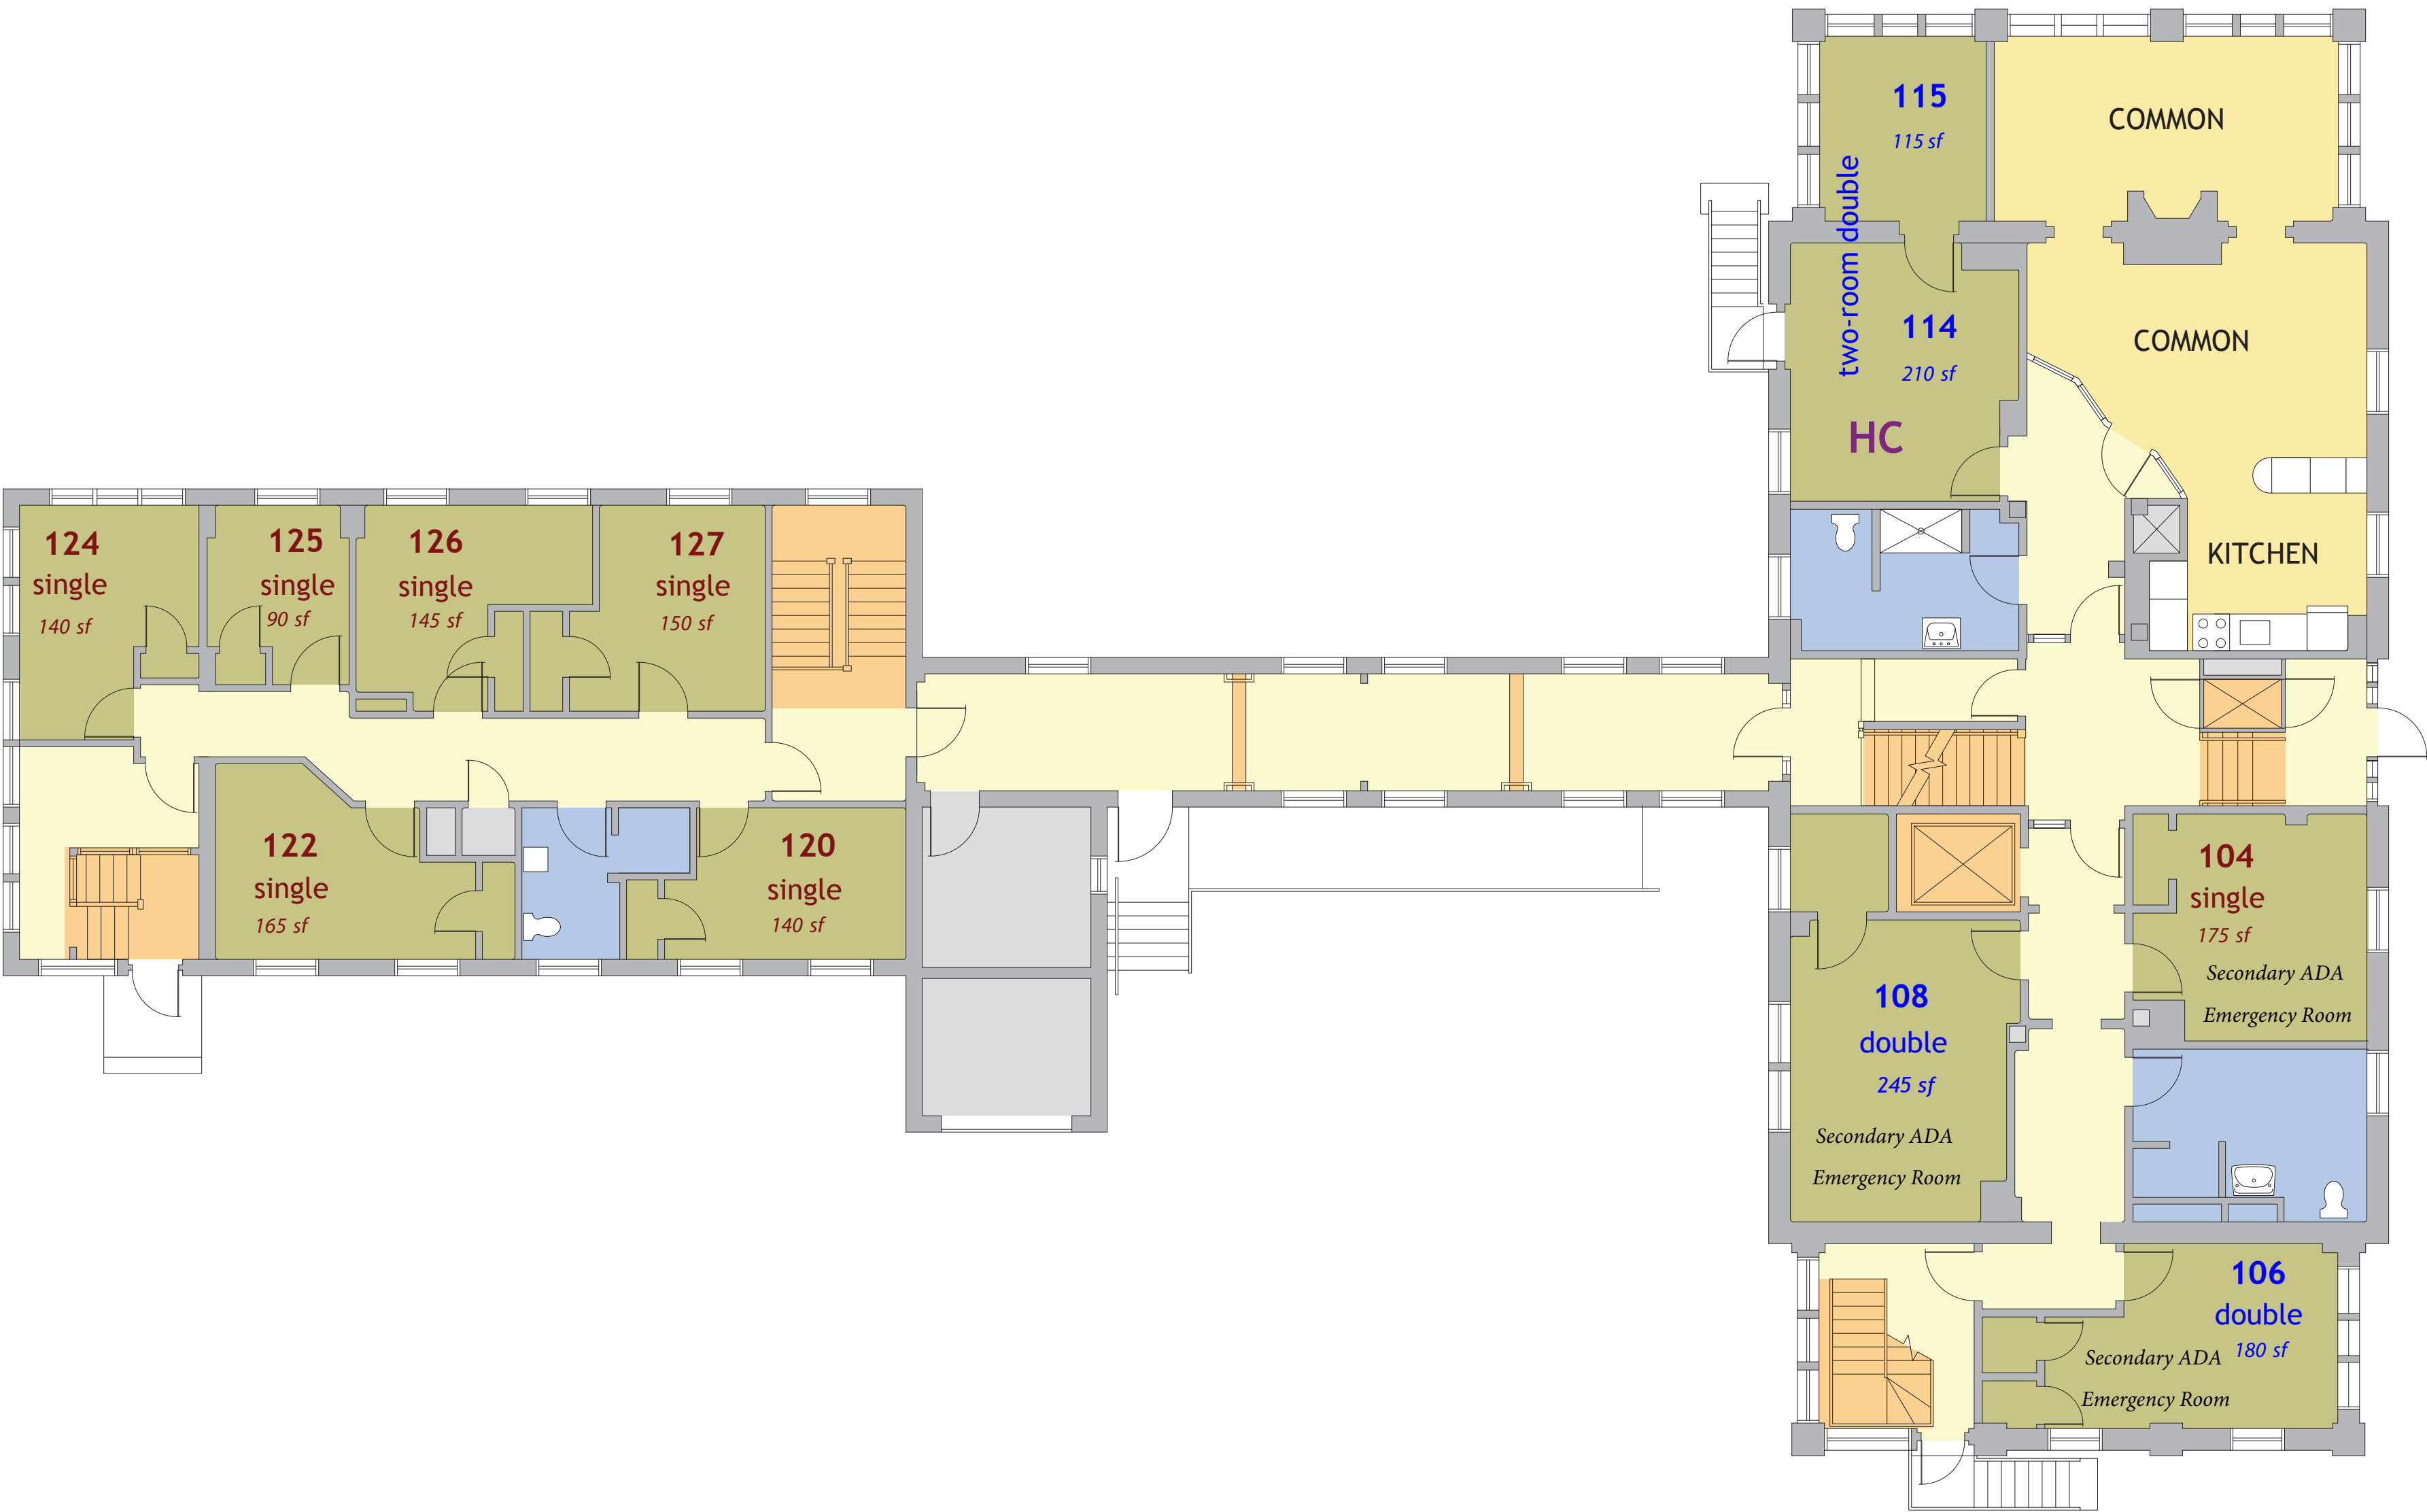 115
115 sf
COMMON
two-room double
114
210 sf
HC
COMMON
KITCHEN
124
single
140 sf
125
single
90 sf
126
single
145 sf
127
single
150 sf
122
single
165 sf
120
single
140 sf
104
single
175 sf
Secondary ADA
Emergency Room
108
double
245 sf
Secondary ADA
Emergency Room
106
double
180 sf
Secondary ADA
Emergency Room